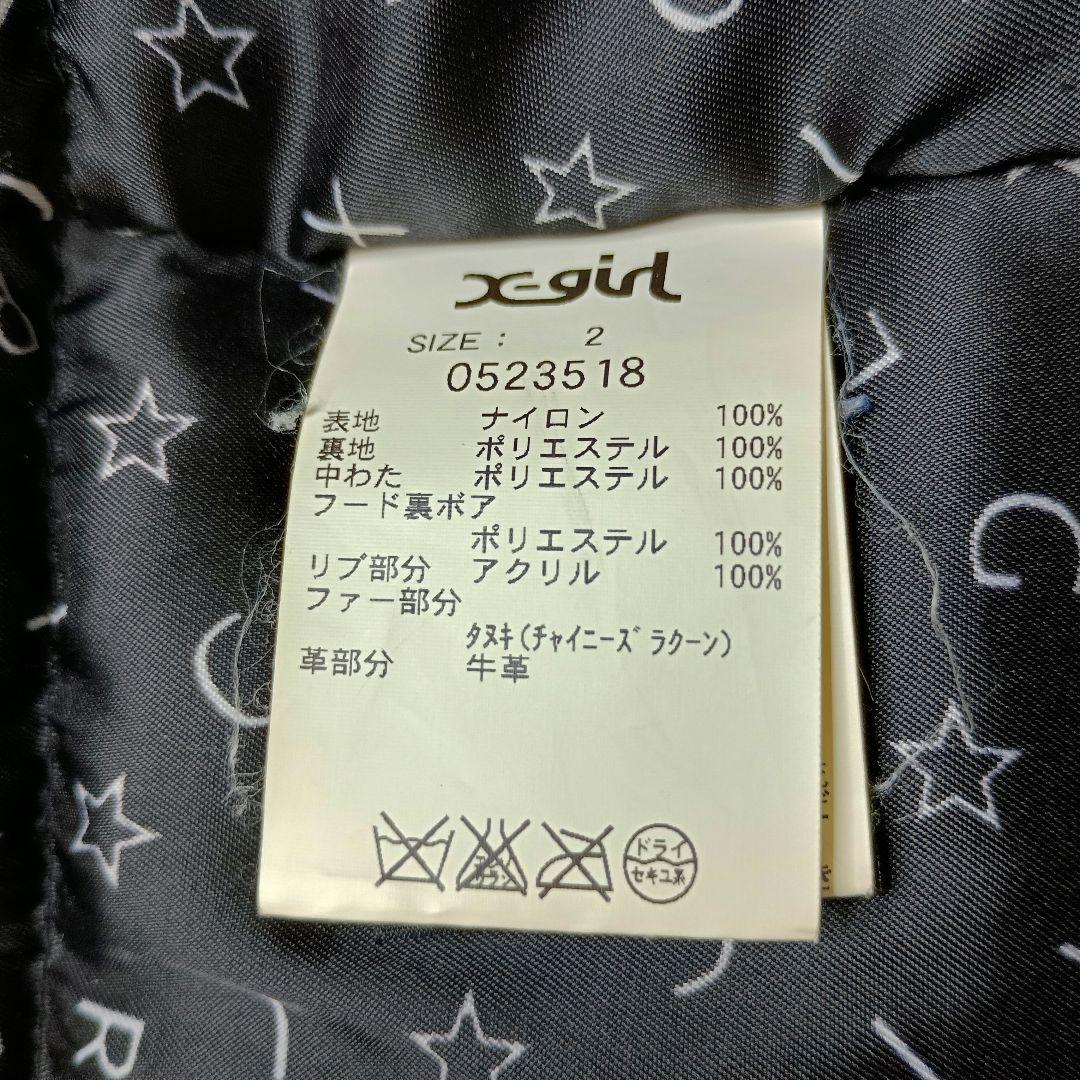 X-girl
SIZE : 2
0523518
表地 ナイロン 100%
裏地 ポリエステル 100%
中わた ポリエステル 100%
フード裏ボア
ポリエステル 100%
リブ部分 アクリル 100%
ファー部分
ﾀﾇｷ(ﾁｬｲﾆｰｽﾞﾗｸｰﾝ)
革部分 牛革
ドライ
セキユ系
R